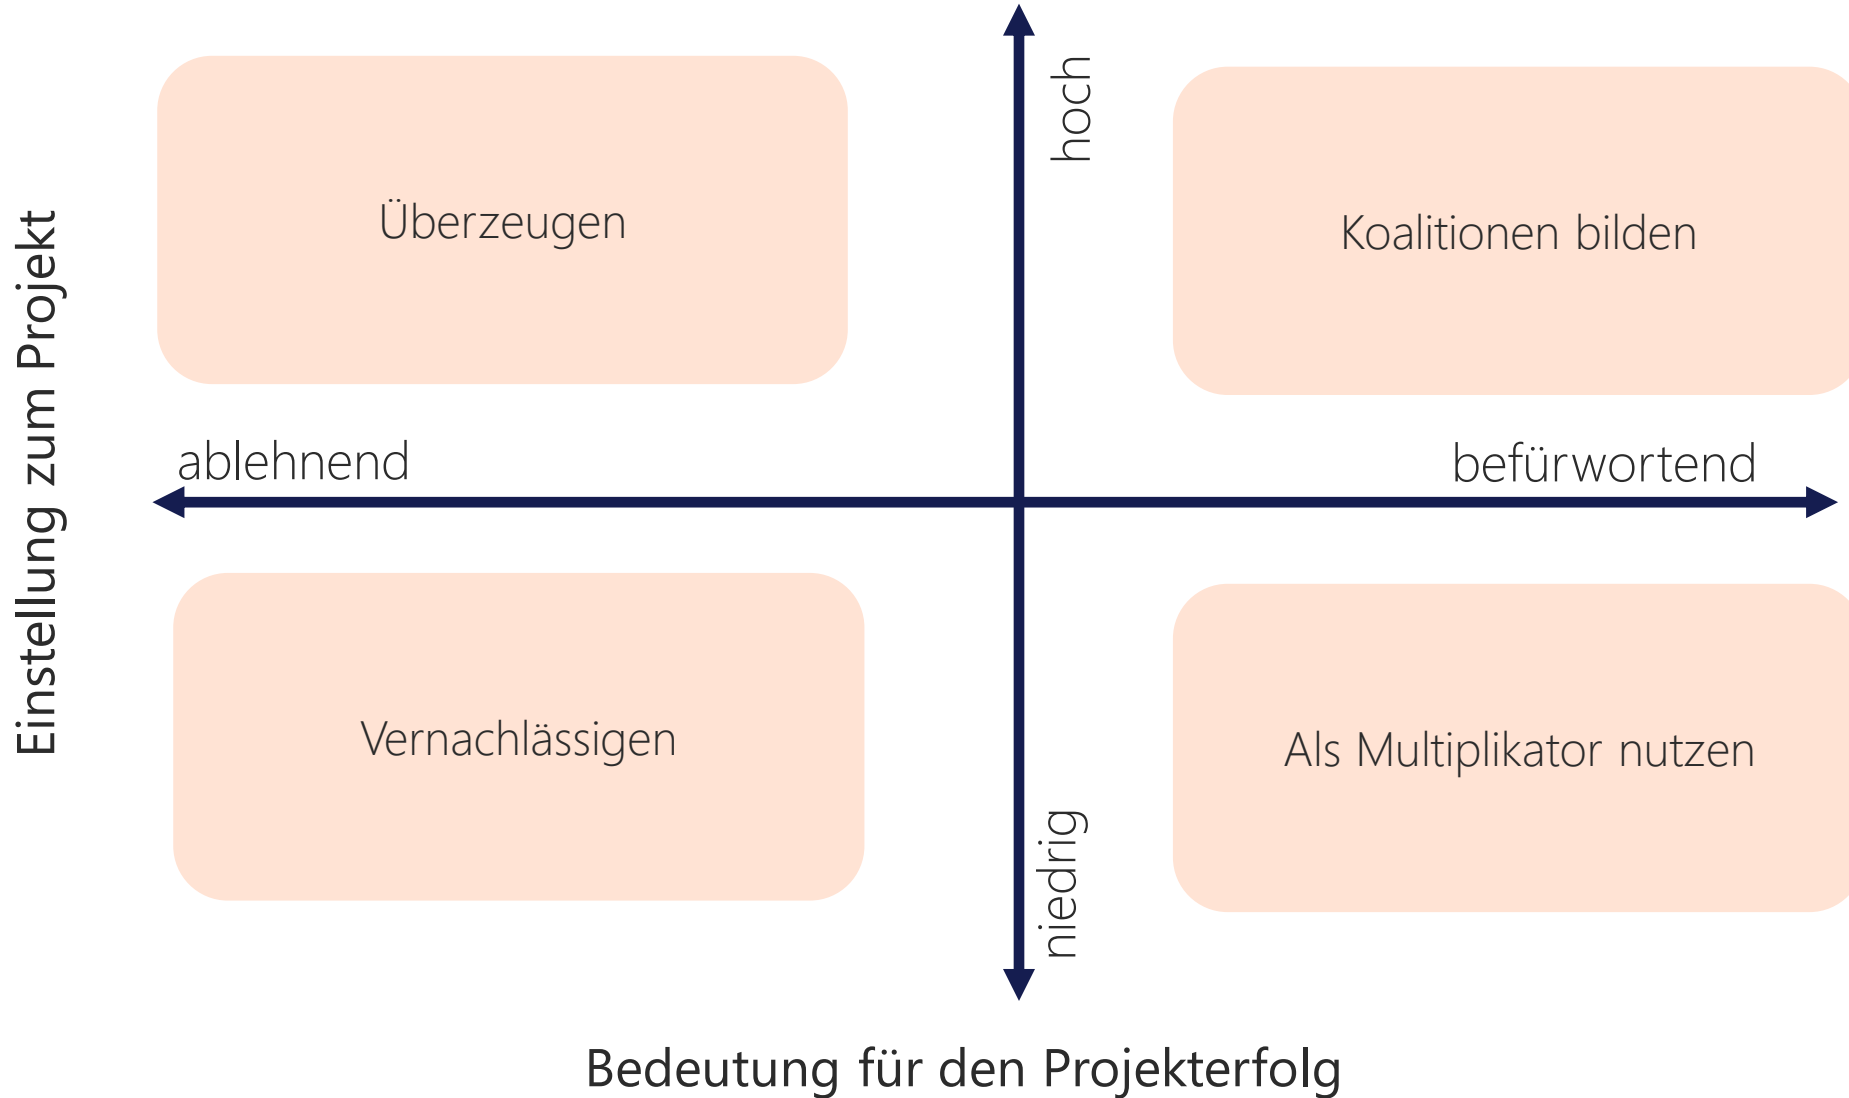 Einstellung zum Projekt
hoch
Überzeugen
Koalitionen bilden
ablehnend
befürwortend
Vernachlässigen
Als Multiplikator nutzen
niedrig
Bedeutung für den Projekterfolg